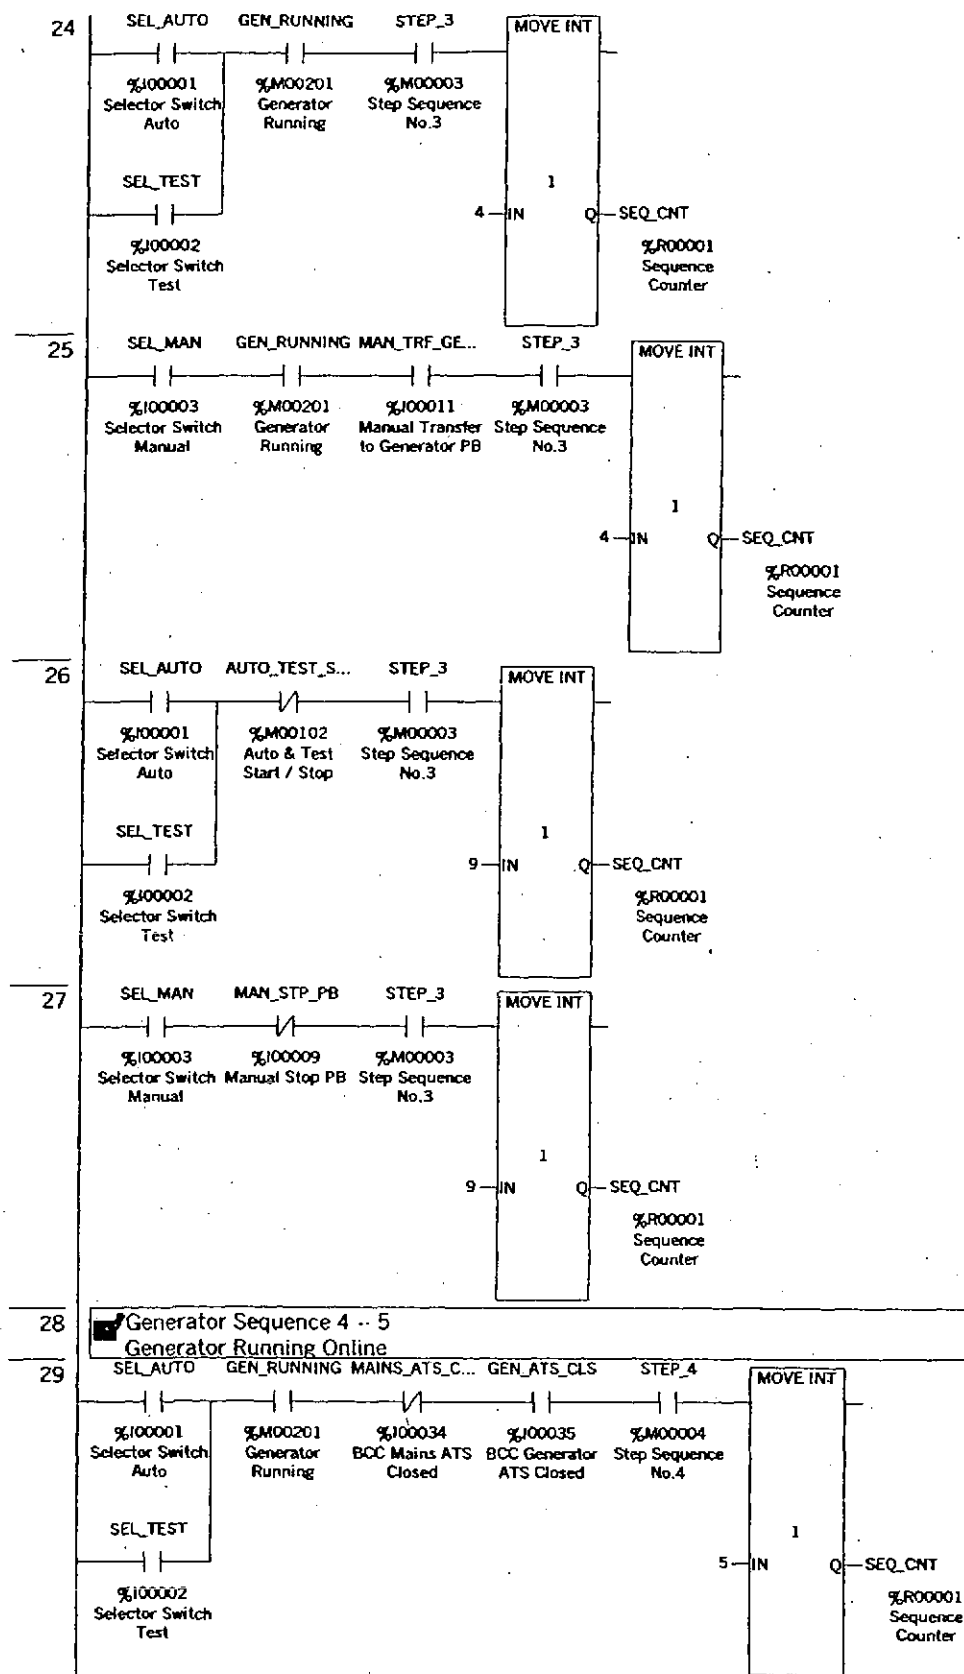 24
SEL_AUTO GEN_RUNNING STEP_3 MOVE INT
%I00001 %M00201 %M00003
Selector Switch Generator Step Sequence
Auto Running No.3
SEL_TEST 1
4 IN Q SEQ_CNT
%I00002 %R00001
Selector Switch Sequence
Test Counter
25
SEL_MAN GEN_RUNNING MAN_TRF_GE... STEP_3 MOVE INT
%I00003 %M00201 %I00011 %M00003
Selector Switch Generator Manual Transfer Step Sequence
Manual Running to Generator PB No.3
1
4 IN Q SEQ_CNT
%R00001
Sequence
Counter
26
SEL_AUTO AUTO_TEST_S... STEP_3 MOVE INT
%I00001 %M00102 %M00003
Selector Switch Auto & Test Step Sequence
Auto Start / Stop No.3
SEL_TEST 1
9 IN Q SEQ_CNT
%I00002 %R00001
Selector Switch Sequence
Test Counter
27
SEL_MAN MAN_STP_PB STEP_3 MOVE INT
%I00003 %I00009 %M00003
Selector Switch Manual Stop PB Step Sequence
Manual No.3
1
9 IN Q SEQ_CNT
%R00001
Sequence
Counter
28 Generator Sequence 4 -- 5
Generator Running Online
29
SEL_AUTO GEN_RUNNING MAINS_ATS_C... GEN_ATS_CLS STEP_4 MOVE INT
%I00001 %M00201 %I00034 %I00035 %M00004
Selector Switch Generator BCC Mains ATS BCC Generator Step Sequence
Auto Running Closed ATS Closed No.4
SEL_TEST 1
5 IN Q SEQ_CNT
%I00002 %R00001
Selector Switch Sequence
Test Counter